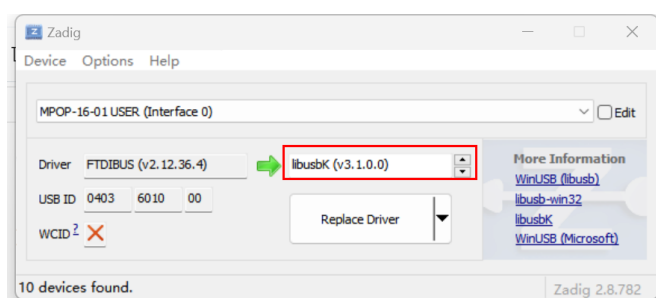 Zadig
Device Options Help
MPOP-16-01 USER (Interface 0) Edit
Driver FTDIBUS (v2.12.36.4) libusbK (v3.1.0.0)
USB ID 0403 6010 00
WCID ?
Replace Driver
More Information
WinUSB (libusb)
libusb-win32
libusbK
WinUSB (Microsoft)
10 devices found.
Zadig 2.8.782